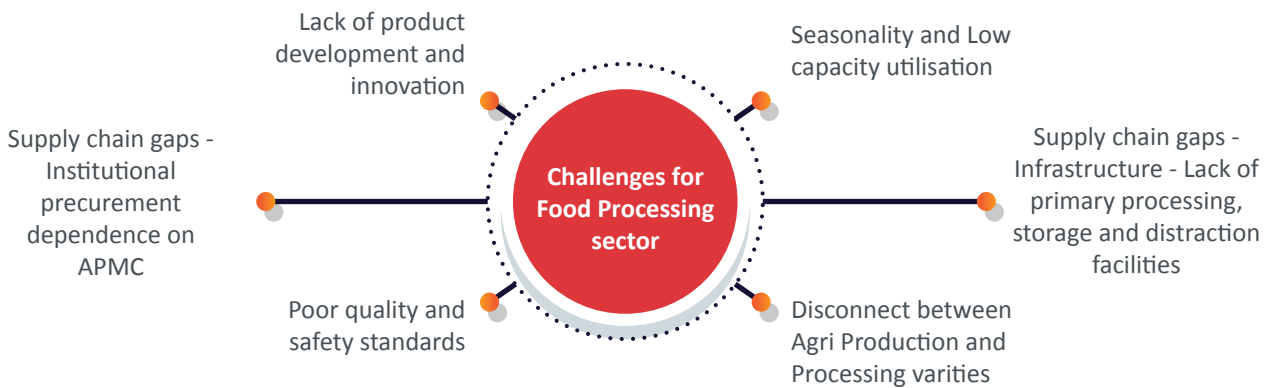 Lack of product
development and
innovation
Seasonality and Low
capacity utilisation
Supply chain gaps -
Institutional
precurement
dependence on
APMC
Challenges for
Food Processing
sector
Supply chain gaps -
Infrastructure - Lack of
primary processing,
storage and distraction
facilities
Poor quality and
safety standards
Disconnect between
Agri Production and
Processing varities